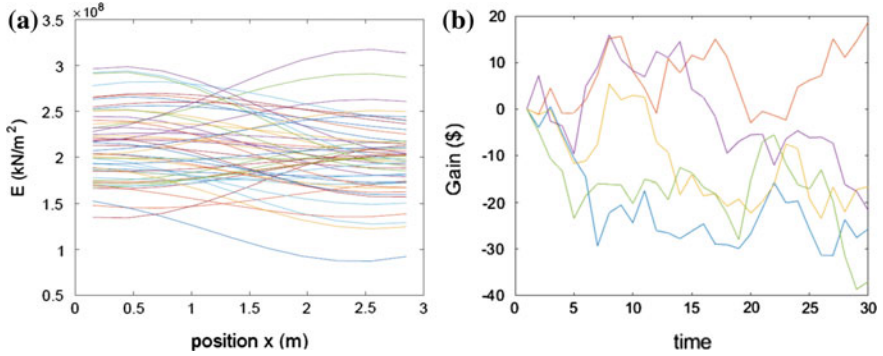 (a)
3.5 × 10⁸
3
2.5
2
1.5
1
0.5
E (kN/m²)
0 0.5 1 1.5 2 2.5 3
position x (m)
(b)
20
10
0
-10
-20
-30
-40
Gain ($)
0 5 10 15 20 25 30
time